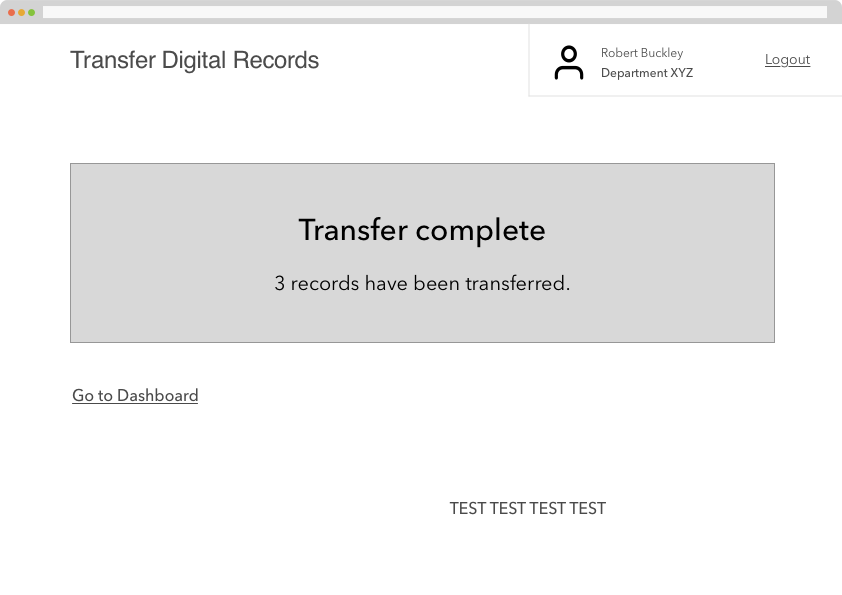 Transfer Digital Records
Robert Buckley
Department XYZ
Logout
Transfer complete
3 records have been transferred.
Go to Dashboard
TEST TEST TEST TEST